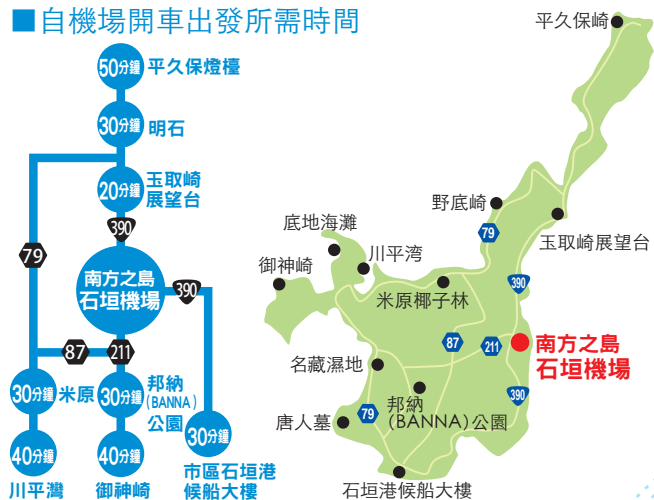 ■自機場開車出發所需時間
50分鐘 平久保燈檯
30分鐘 明石
20分鐘 玉取崎
展望台
390
79
南方之島
石垣機場
390
87
211
30分鐘 米原
30分鐘 邦納
(BANNA)
公園
30分鐘
40分鐘
40分鐘
川平灣
御神崎
市區石垣港
候船大樓
平久保崎
野底崎
79
玉取崎展望台
底地海灘
川平湾
御神崎
米原椰子林
390
87
211
南方之島
石垣機場
名藏濕地
390
邦納
(BANNA)公園
79
唐人墓
石垣港候船大樓